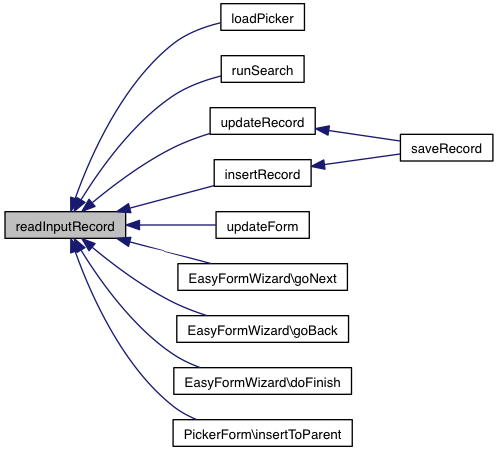 loadPicker
runSearch
updateRecord
saveRecord
insertRecord
readInputRecord
updateForm
EasyFormWizard\goNext
EasyFormWizard\goBack
EasyFormWizard\doFinish
PickerForm\insertToParent